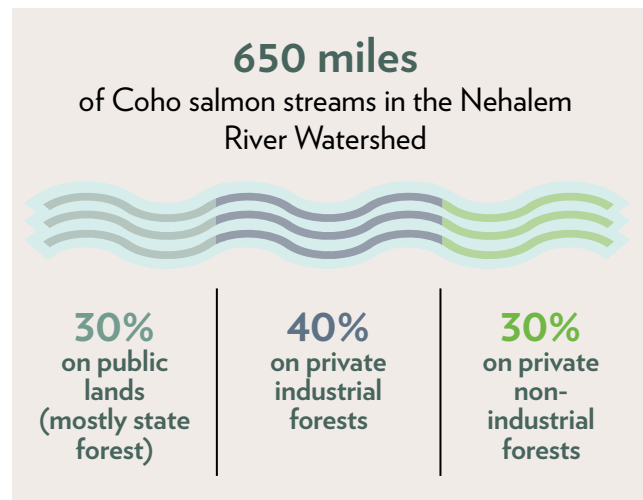 650 miles
of Coho salmon streams in the Nehalem
River Watershed
30%
on public
lands
(mostly state
forest)
40%
on private
industrial
forests
30%
on private
non-
industrial
forests